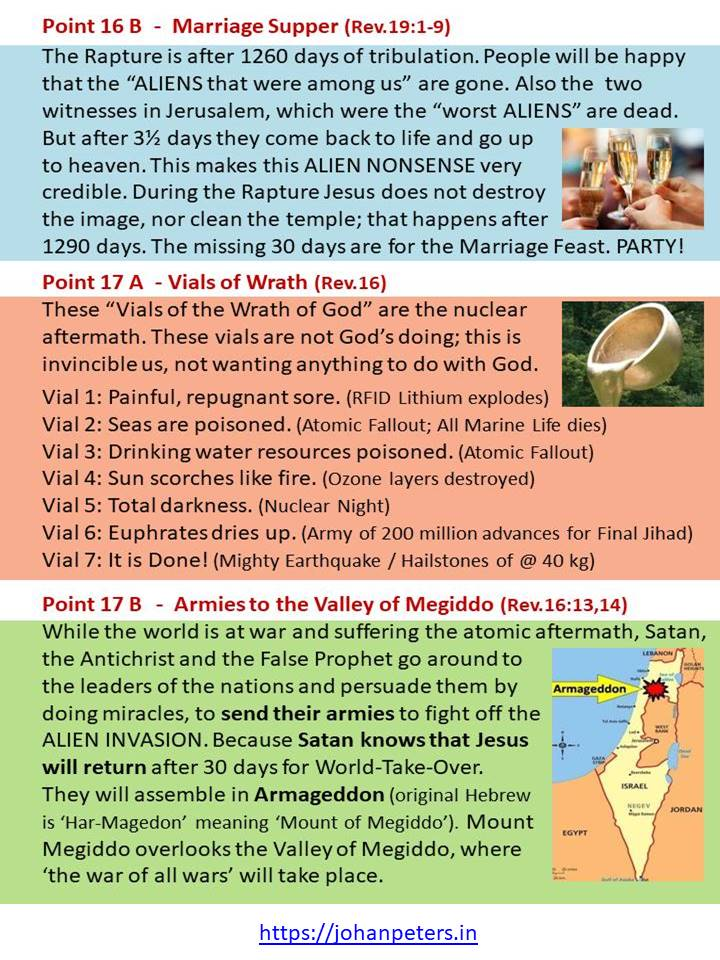 Point 16 B - Marriage Supper (Rev.19:1-9)
The Rapture is after 1260 days of tribulation. People will be happy
that the “ALIENS that were among us” are gone. Also the two
witnesses in Jerusalem, which were the “worst ALIENS” are dead.
But after 3½ days they come back to life and go up
to heaven. This makes this ALIEN NONSENSE very
credible. During the Rapture Jesus does not destroy
the image, nor clean the temple; that happens after
1290 days. The missing 30 days are for the Marriage Feast. PARTY!
Point 17 A - Vials of Wrath (Rev.16)
These “Vials of the Wrath of God” are the nuclear
aftermath. These vials are not God’s doing; this is
invincible us, not wanting anything to do with God.
Vial 1: Painful, repugnant sore. (RFID Lithium explodes)
Vial 2: Seas are poisoned. (Atomic Fallout; All Marine Life dies)
Vial 3: Drinking water resources poisoned. (Atomic Fallout)
Vial 4: Sun scorches like fire. (Ozone layers destroyed)
Vial 5: Total darkness. (Nuclear Night)
Vial 6: Euphrates dries up. (Army of 200 million advances for Final Jihad)
Vial 7: It is Done! (Mighty Earthquake / Hailstones of @ 40 kg)
Point 17 B - Armies to the Valley of Megiddo (Rev.16:13,14)
While the world is at war and suffering the atomic aftermath, Satan,
the Antichrist and the False Prophet go around to
the leaders of the nations and persuade them by
doing miracles, to send their armies to fight off the
ALIEN INVASION. Because Satan knows that Jesus
will return after 30 days for World-Take-Over.
They will assemble in Armageddon (original Hebrew
is ‘Har-Magedon’ meaning ‘Mount of Megiddo’). Mount
Megiddo overlooks the Valley of Megiddo, where
‘the war of all wars’ will take place.
LEBANON
Armageddon
WEST
BANK
ISRAEL
NEGEV
JORDAN
EGYPT
https://johanpeters.in